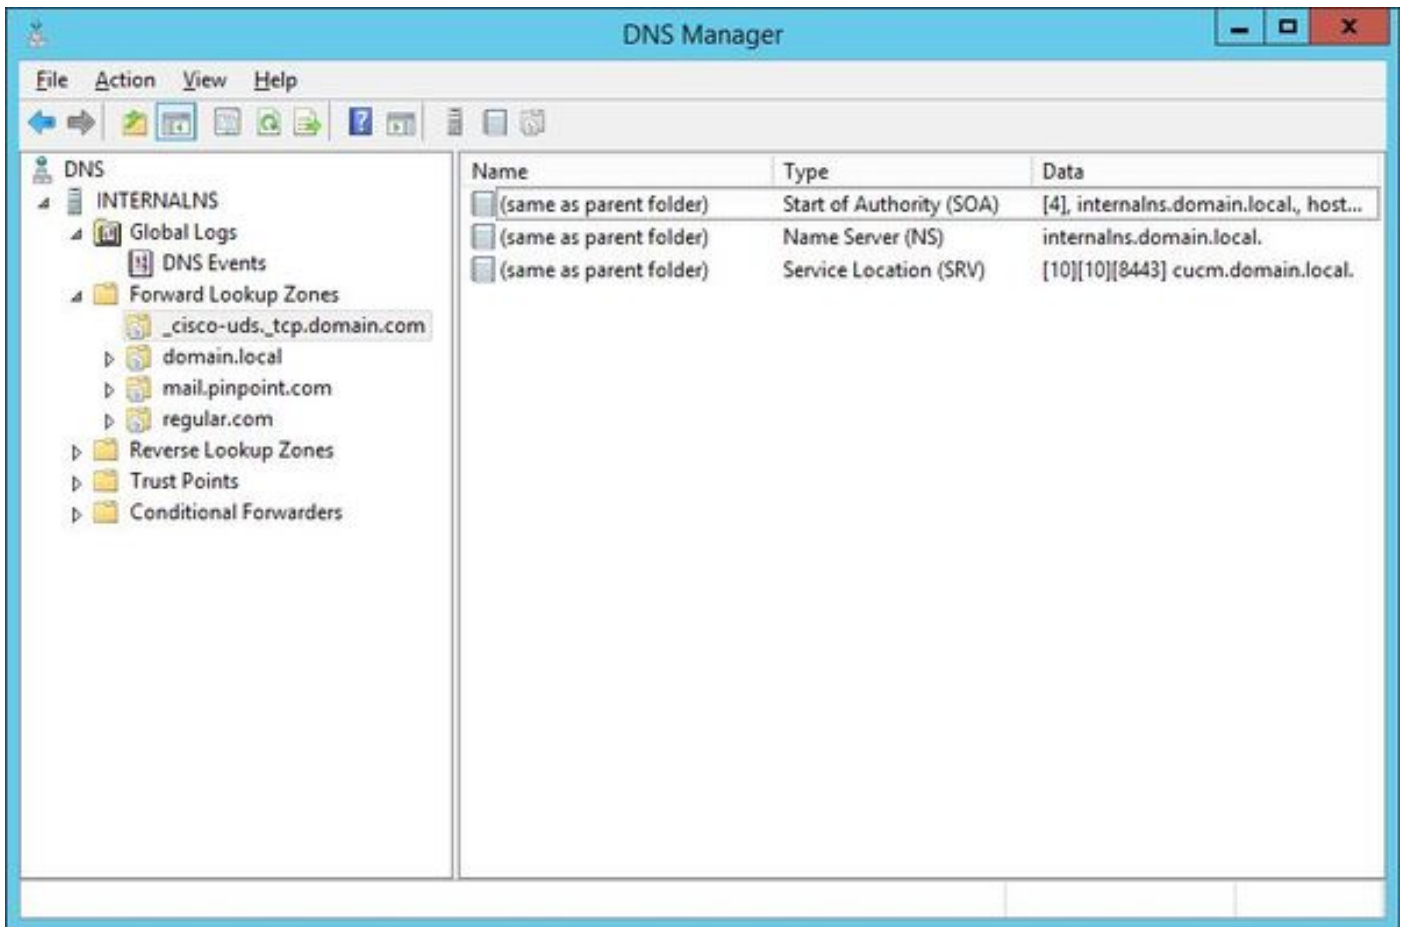 DNS Manager
File Action View Help
DNS
INTERNALNS
Global Logs
DNS Events
Forward Lookup Zones
_cisco-uds._tcp.domain.com
domain.local
mail.pinpoint.com
regular.com
Reverse Lookup Zones
Trust Points
Conditional Forwarders
Name Type Data
(same as parent folder) Start of Authority (SOA) [4], internalns.domain.local., host...
(same as parent folder) Name Server (NS) internalns.domain.local.
(same as parent folder) Service Location (SRV) [10][10][8443] cucm.domain.local.